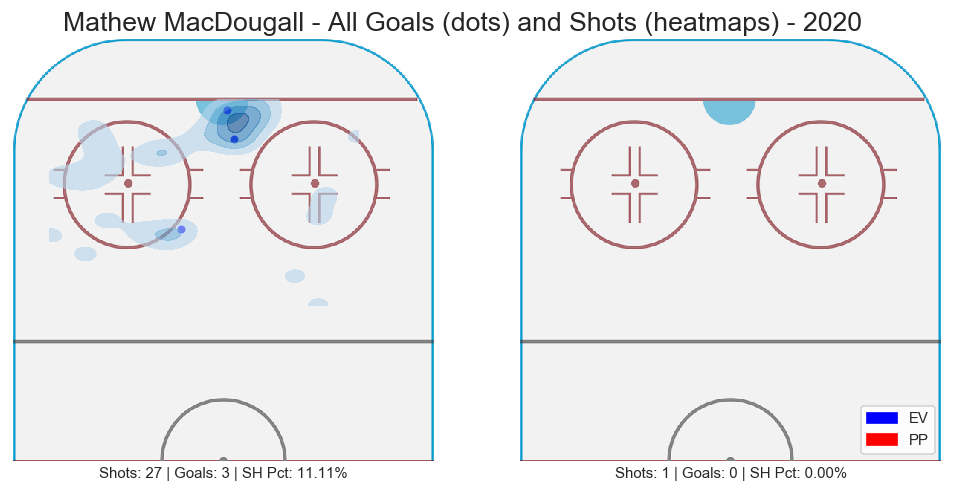 Mathew MacDougall - All Goals (dots) and Shots (heatmaps) - 2020
EV
PP
Shots: 27 | Goals: 3 | SH Pct: 11.11%
Shots: 1 | Goals: 0 | SH Pct: 0.00%